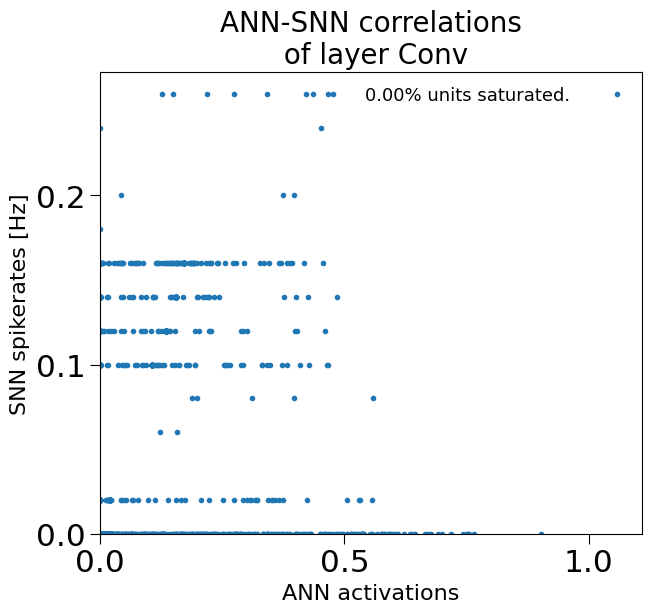 ANN-SNN correlations
of layer Conv
0.00% units saturated.
SNN spikerates [Hz]
0.2
0.1
0.0
0.0 0.5 1.0
ANN activations